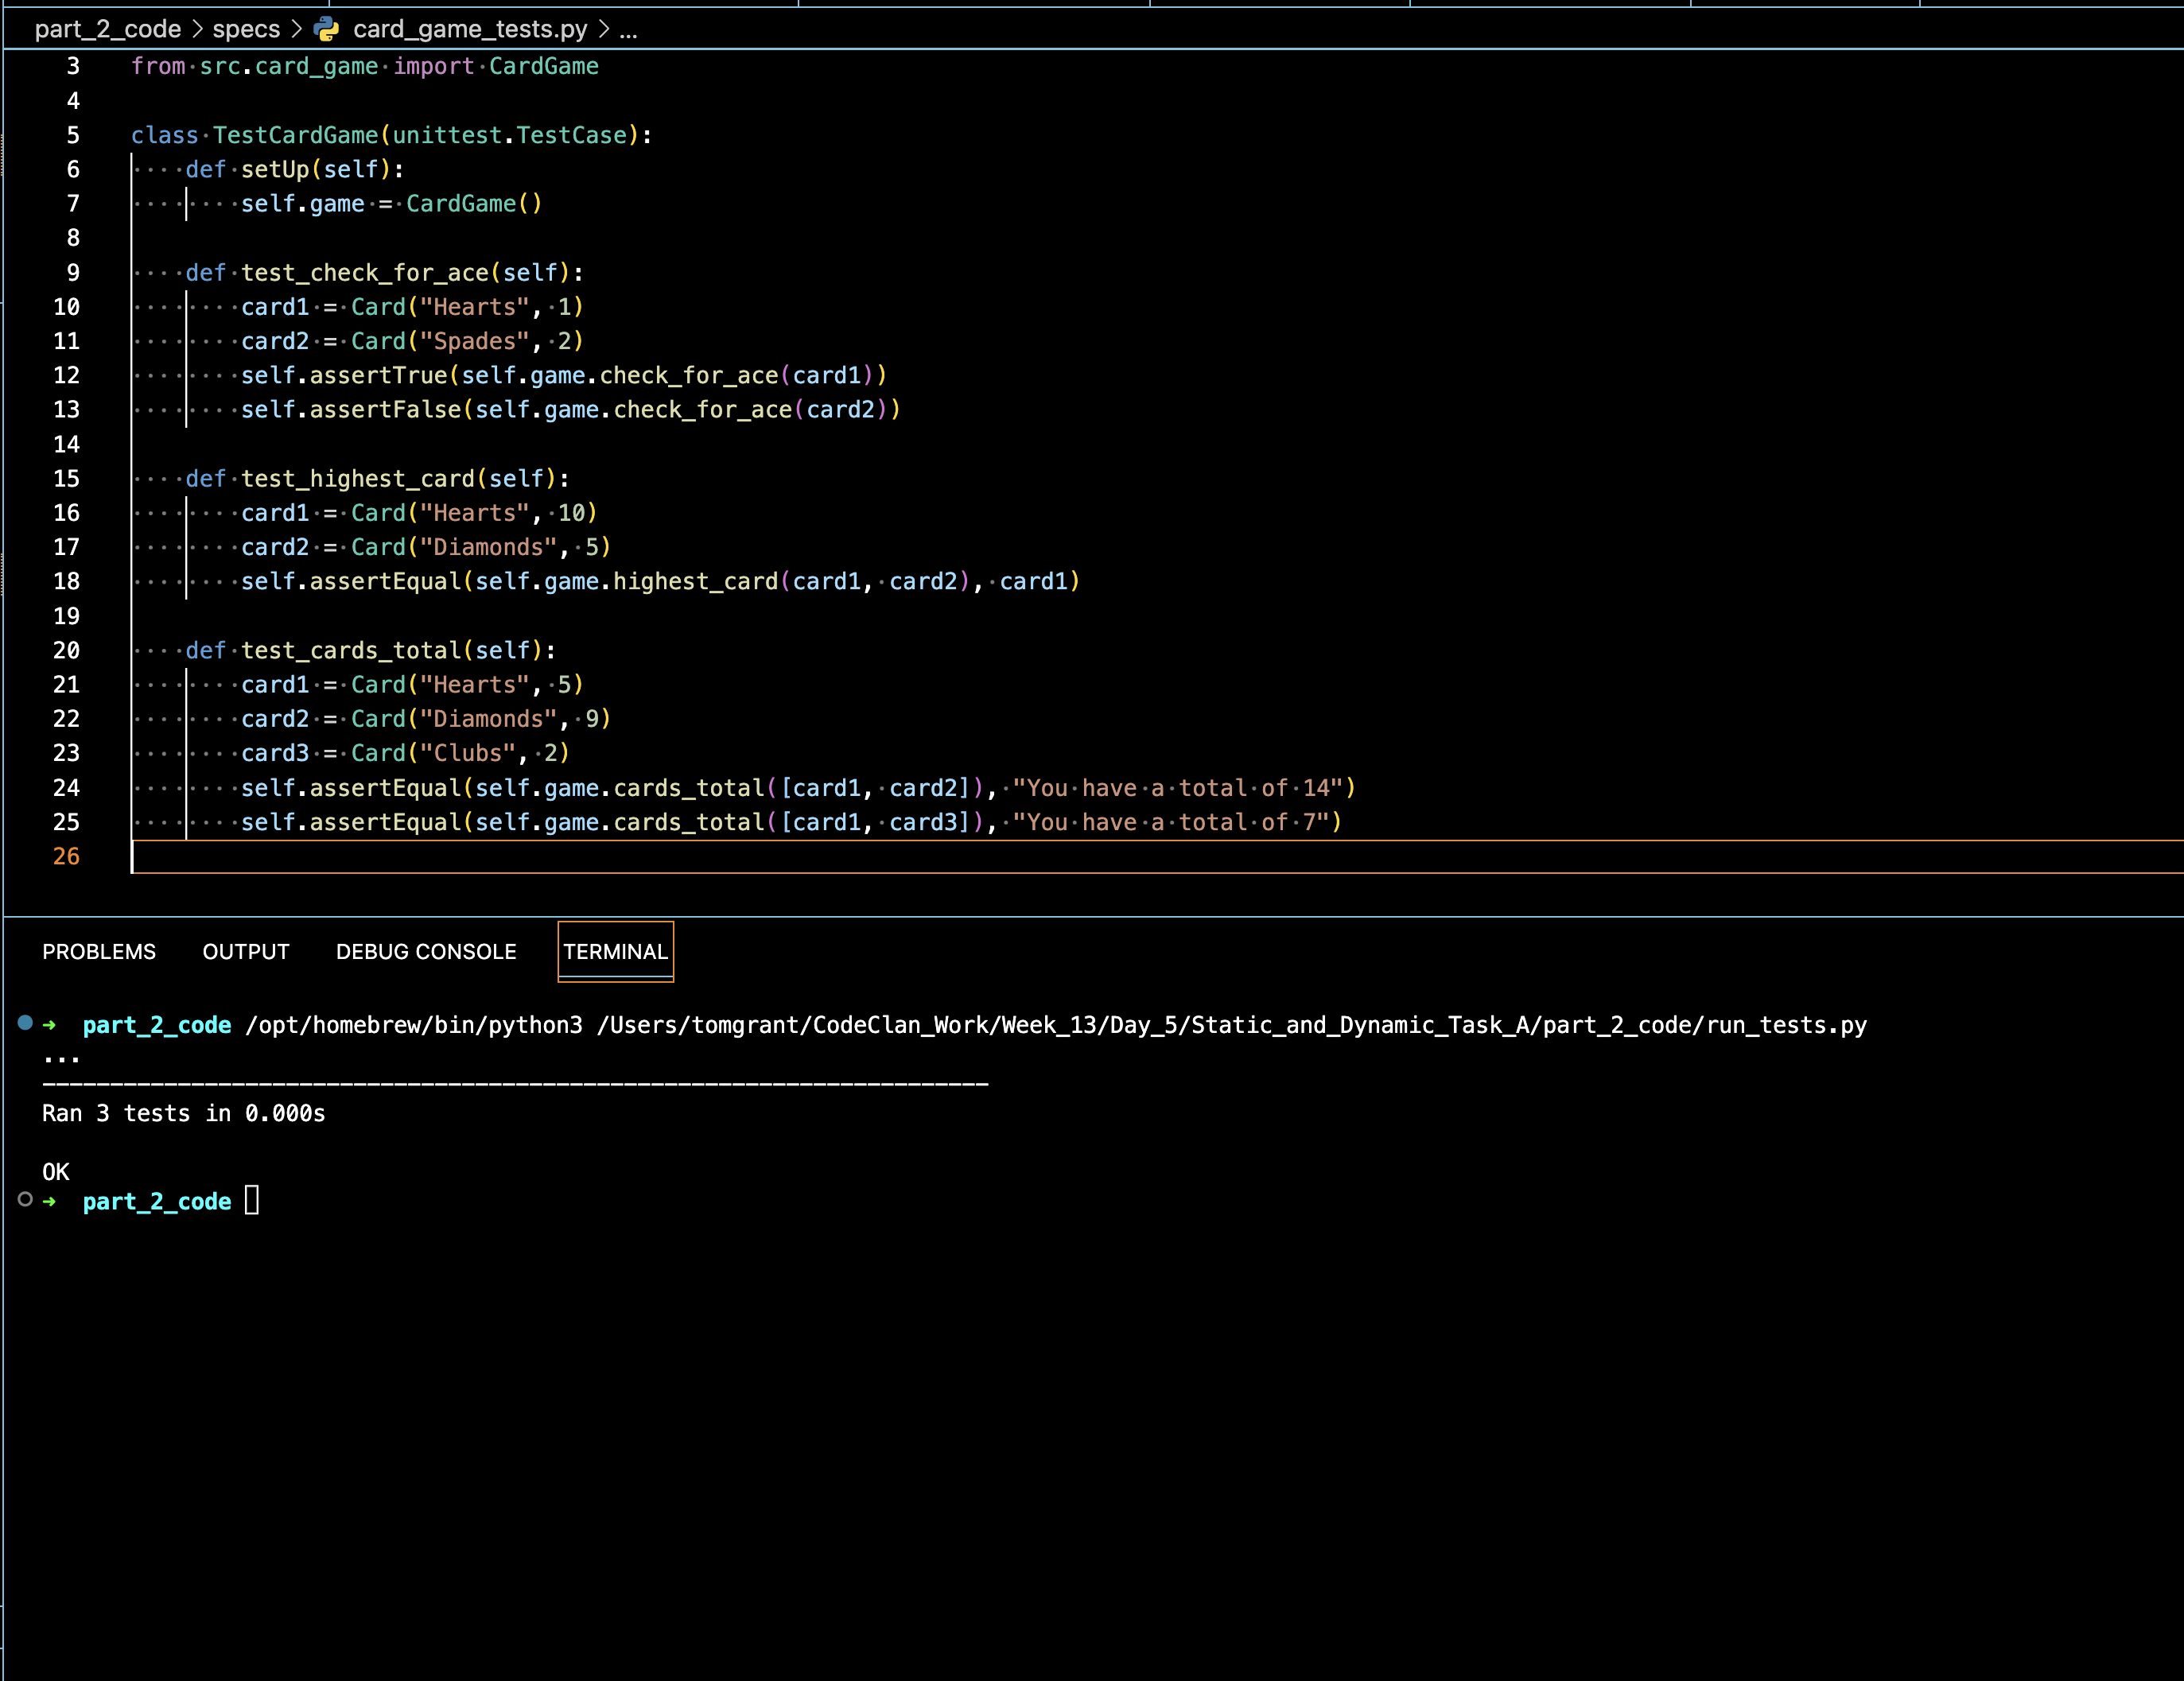 part_2_code > specs > card_game_tests.py > ...
3 from src.card_game import CardGame
4
5 class TestCardGame(unittest.TestCase):
6     def setUp(self):
7         self.game = CardGame()
8
9     def test_check_for_ace(self):
10         card1 = Card("Hearts", 1)
11         card2 = Card("Spades", 2)
12         self.assertTrue(self.game.check_for_ace(card1))
13         self.assertFalse(self.game.check_for_ace(card2))
14
15     def test_highest_card(self):
16         card1 = Card("Hearts", 10)
17         card2 = Card("Diamonds", 5)
18         self.assertEqual(self.game.highest_card(card1, card2), card1)
19
20     def test_cards_total(self):
21         card1 = Card("Hearts", 5)
22         card2 = Card("Diamonds", 9)
23         card3 = Card("Clubs", 2)
24         self.assertEqual(self.game.cards_total([card1, card2]), "You have a total of 14")
25         self.assertEqual(self.game.cards_total([card1, card3]), "You have a total of 7")
26
PROBLEMS OUTPUT DEBUG CONSOLE TERMINAL
➜ part_2_code /opt/homebrew/bin/python3 /Users/tomgrant/CodeClan_Work/Week_13/Day_5/Static_and_Dynamic_Task_A/part_2_code/run_tests.py
...
----------------------------------------------------------------------
Ran 3 tests in 0.000s
OK
➜ part_2_code